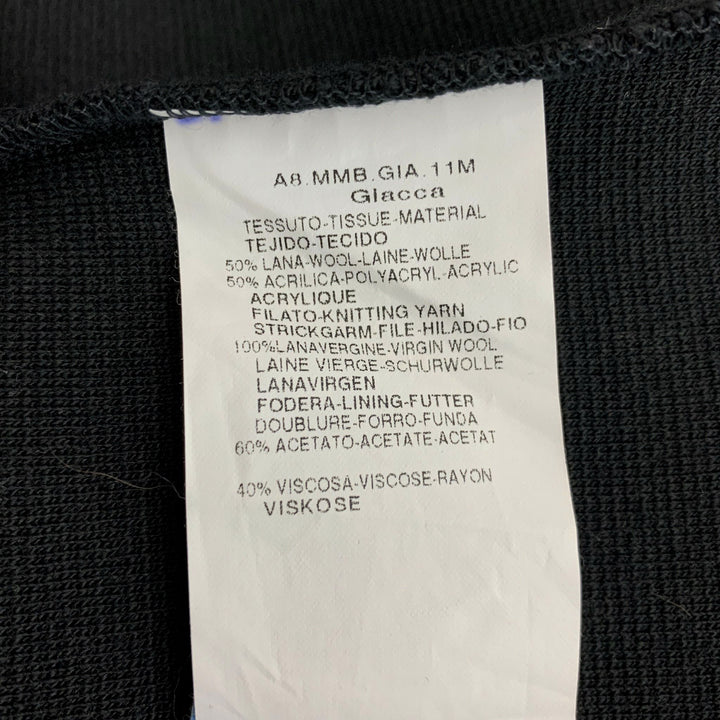 A8.MMB.GIA.11M
Giacca
TESSUTO-TISSUE-MATERIAL
TEJIDO-TECIDO
50% LANA-WOOL-LAINE-WOLLE
50% ACRILICA-POLYACRYL-ACRYLIC
ACRYLIQUE
FILATO-KNITTING YARN
STRICKGARM-FILE-HILADO-FIO
100%LANAVERGINE-VIRGIN WOOL
LAINE VIERGE-SCHURWOLLE
LANAVIRGEN
FODERA-LINING-FUTTER
DOUBLURE-FORRO-FUNDA
60% ACETATO-ACETATE-ACETAT
40% VISCOSA-VISCOSE-RAYON
VISKOSE